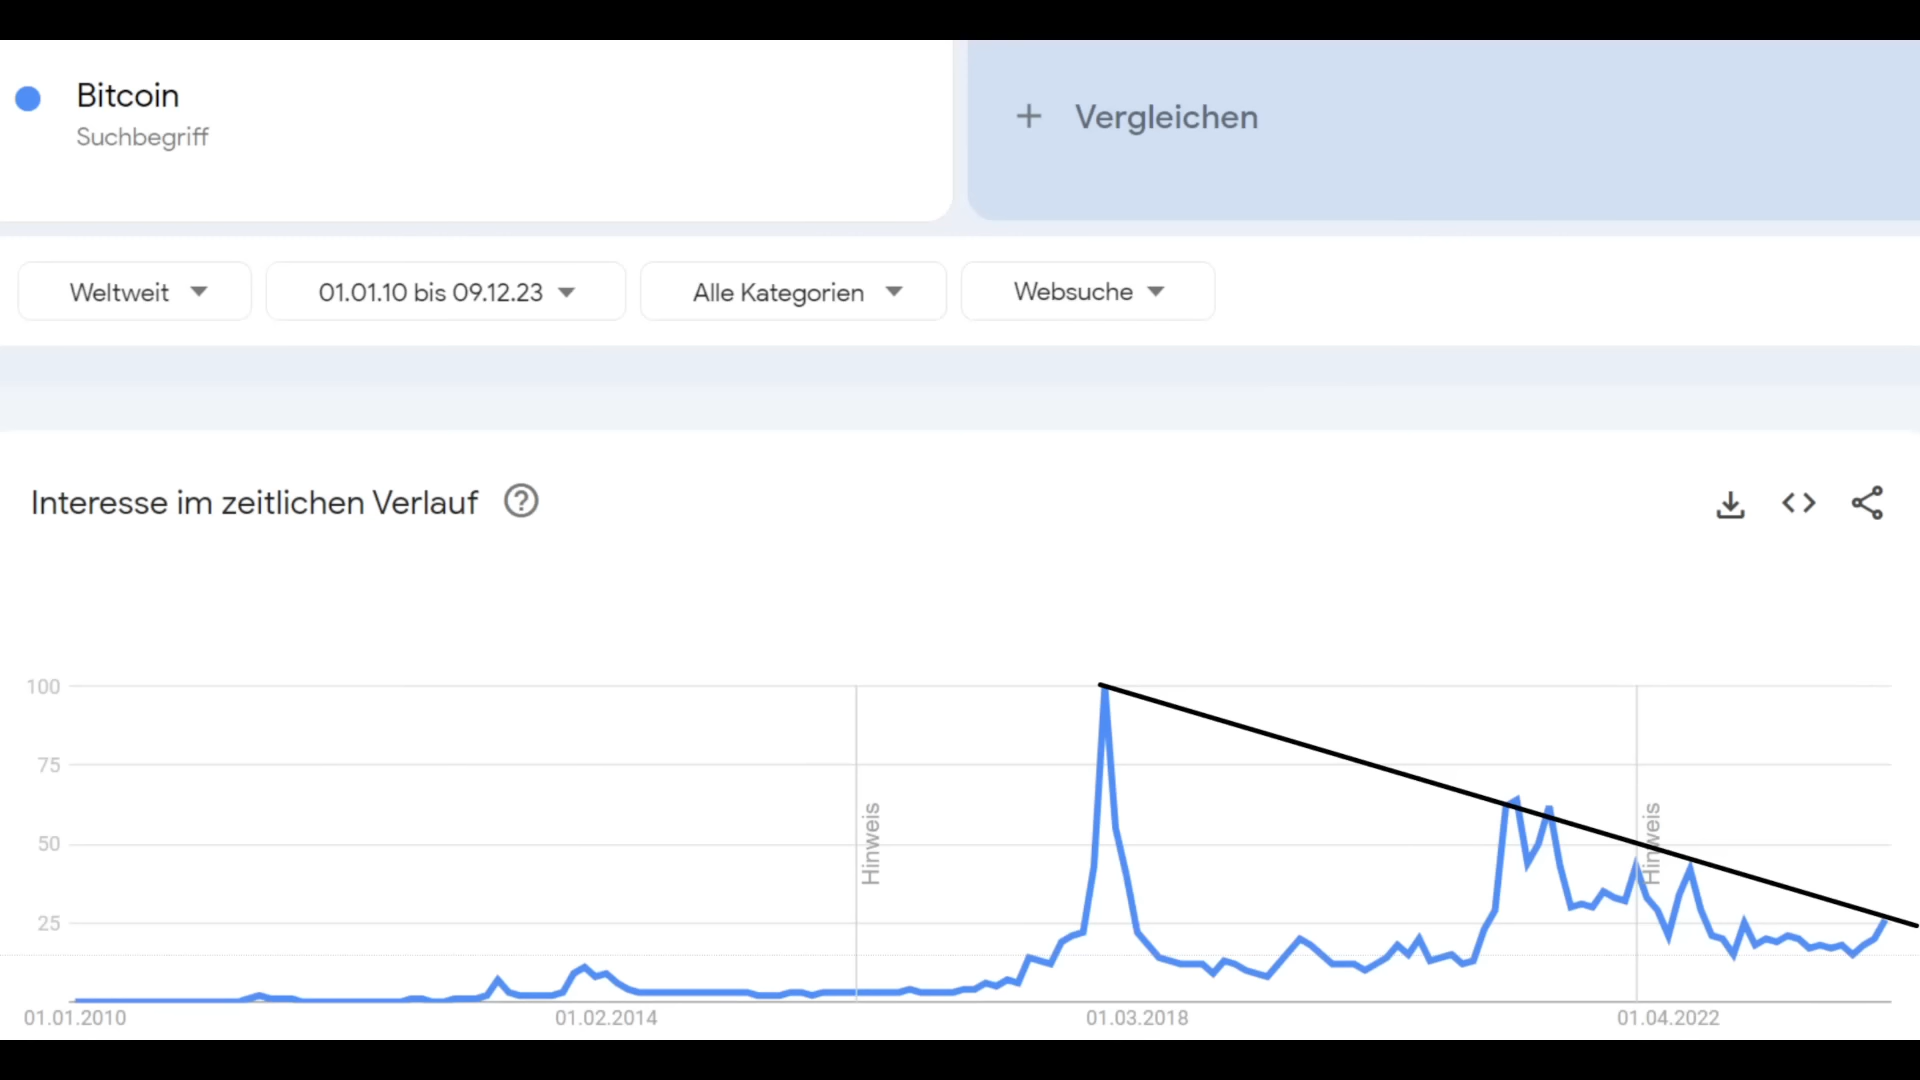 Bitcoin
Suchbegriff
+ Vergleichen
Weltweit
01.01.10 bis 09.12.23
Alle Kategorien
Websuche
Interesse im zeitlichen Verlauf
100
75
50
25
Hinweis
Hinweis
01.01.2010
01.02.2014
01.03.2018
01.04.2022